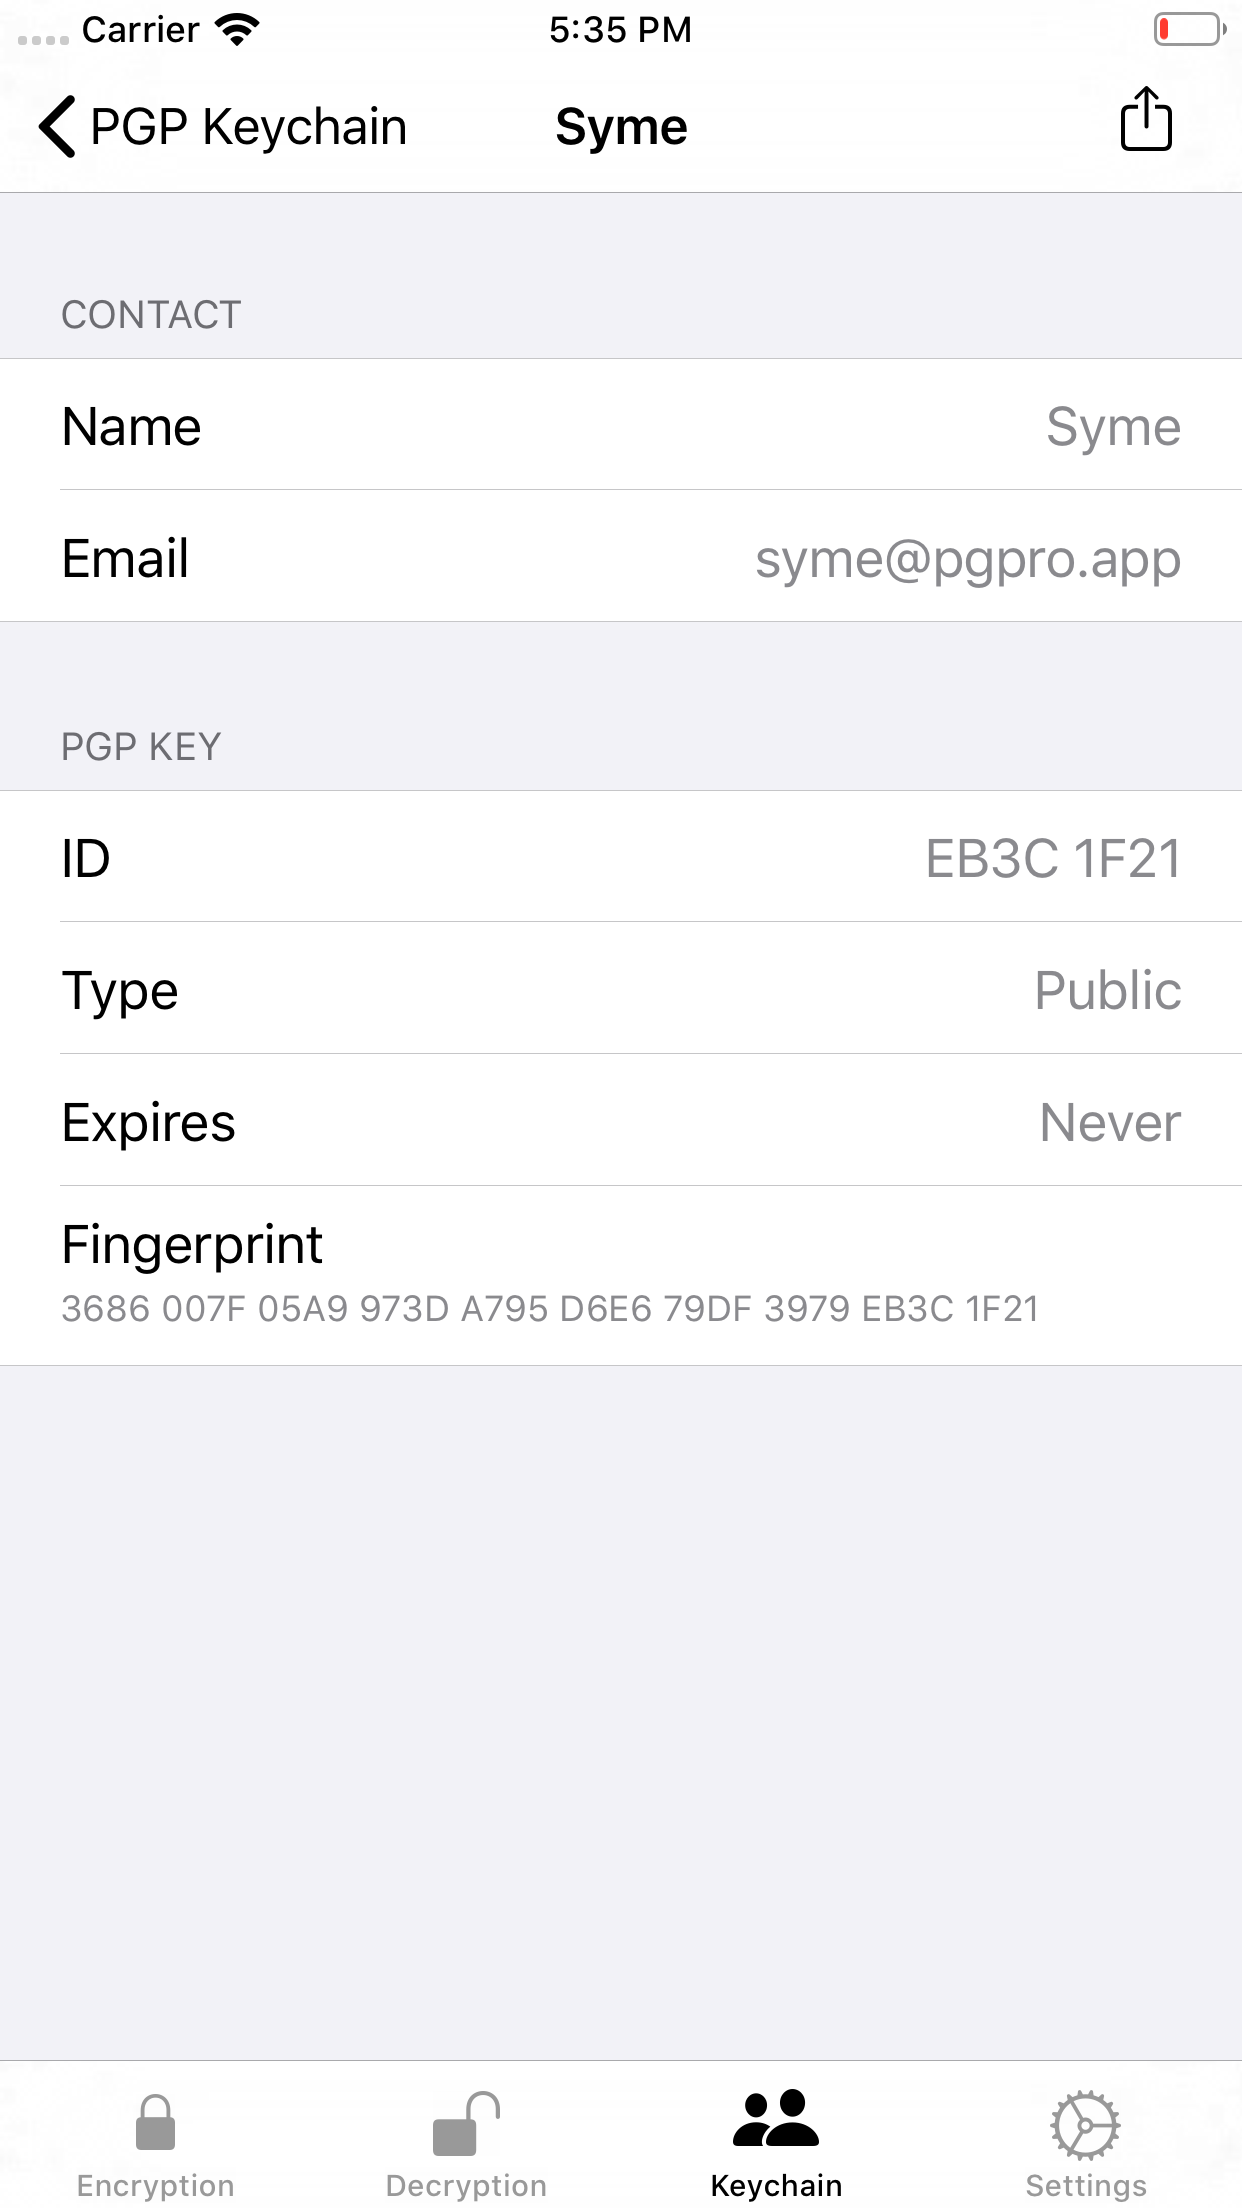 Carrier 5:35 PM
PGP Keychain Syme
CONTACT
Name Syme
Email syme@pgpro.app
PGP KEY
ID EB3C 1F21
Type Public
Expires Never
Fingerprint
3686 007F 05A9 973D A795 D6E6 79DF 3979 EB3C 1F21
Encryption Decryption Keychain Settings